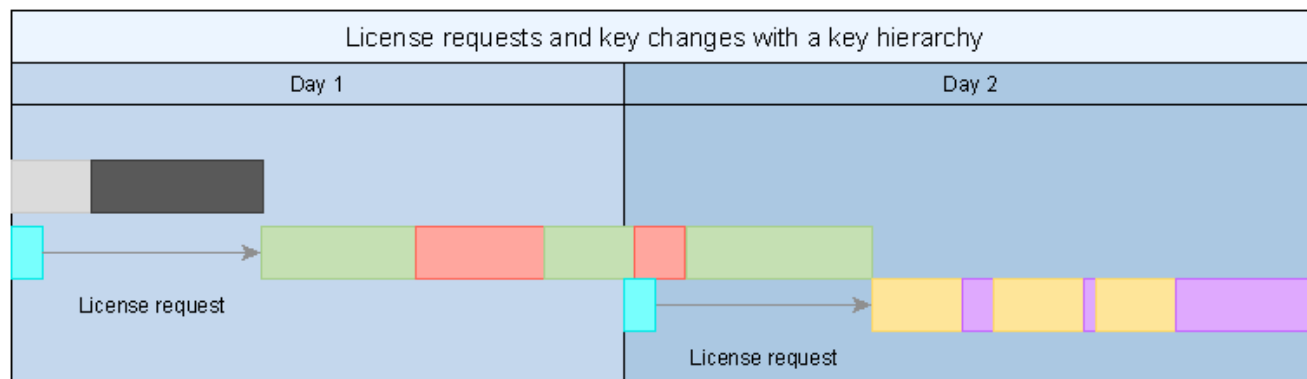 License requests and key changes with a key hierarchy
Day 1
Day 2
License request
License request